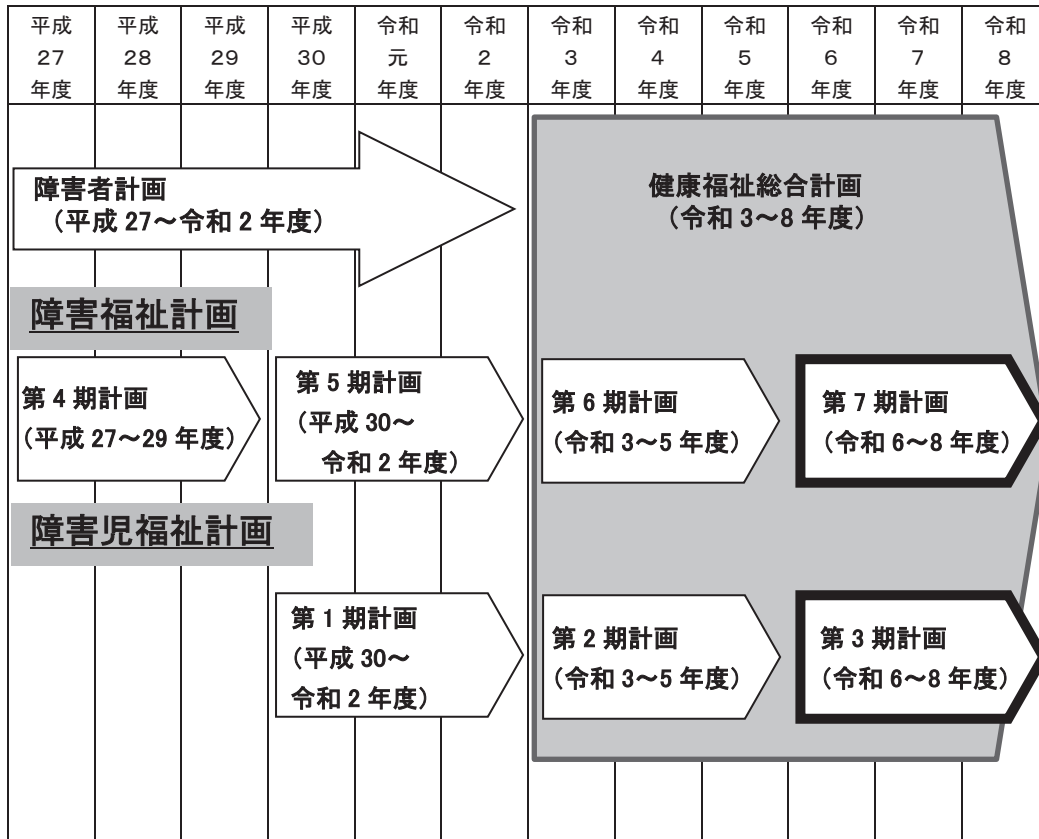 平成 平成 平成 平成 令和 令和 令和 令和 令和 令和 令和 令和
27 28 29 30 元 2 3 4 5 6 7 8
年度 年度 年度 年度 年度 年度 年度 年度 年度 年度 年度 年度
障害者計画
（平成 27～令和 2 年度）
健康福祉総合計画
（令和 3～8 年度）
障害福祉計画
第 4 期計画
（平成 27～29 年度）
第 5 期計画
（平成 30～
令和 2 年度）
第 6 期計画
（令和 3～5 年度）
第 7 期計画
（令和 6～8 年度）
障害児福祉計画
第 1 期計画
（平成 30～
令和 2 年度）
第 2 期計画
（令和 3～5 年度）
第 3 期計画
（令和 6～8 年度）